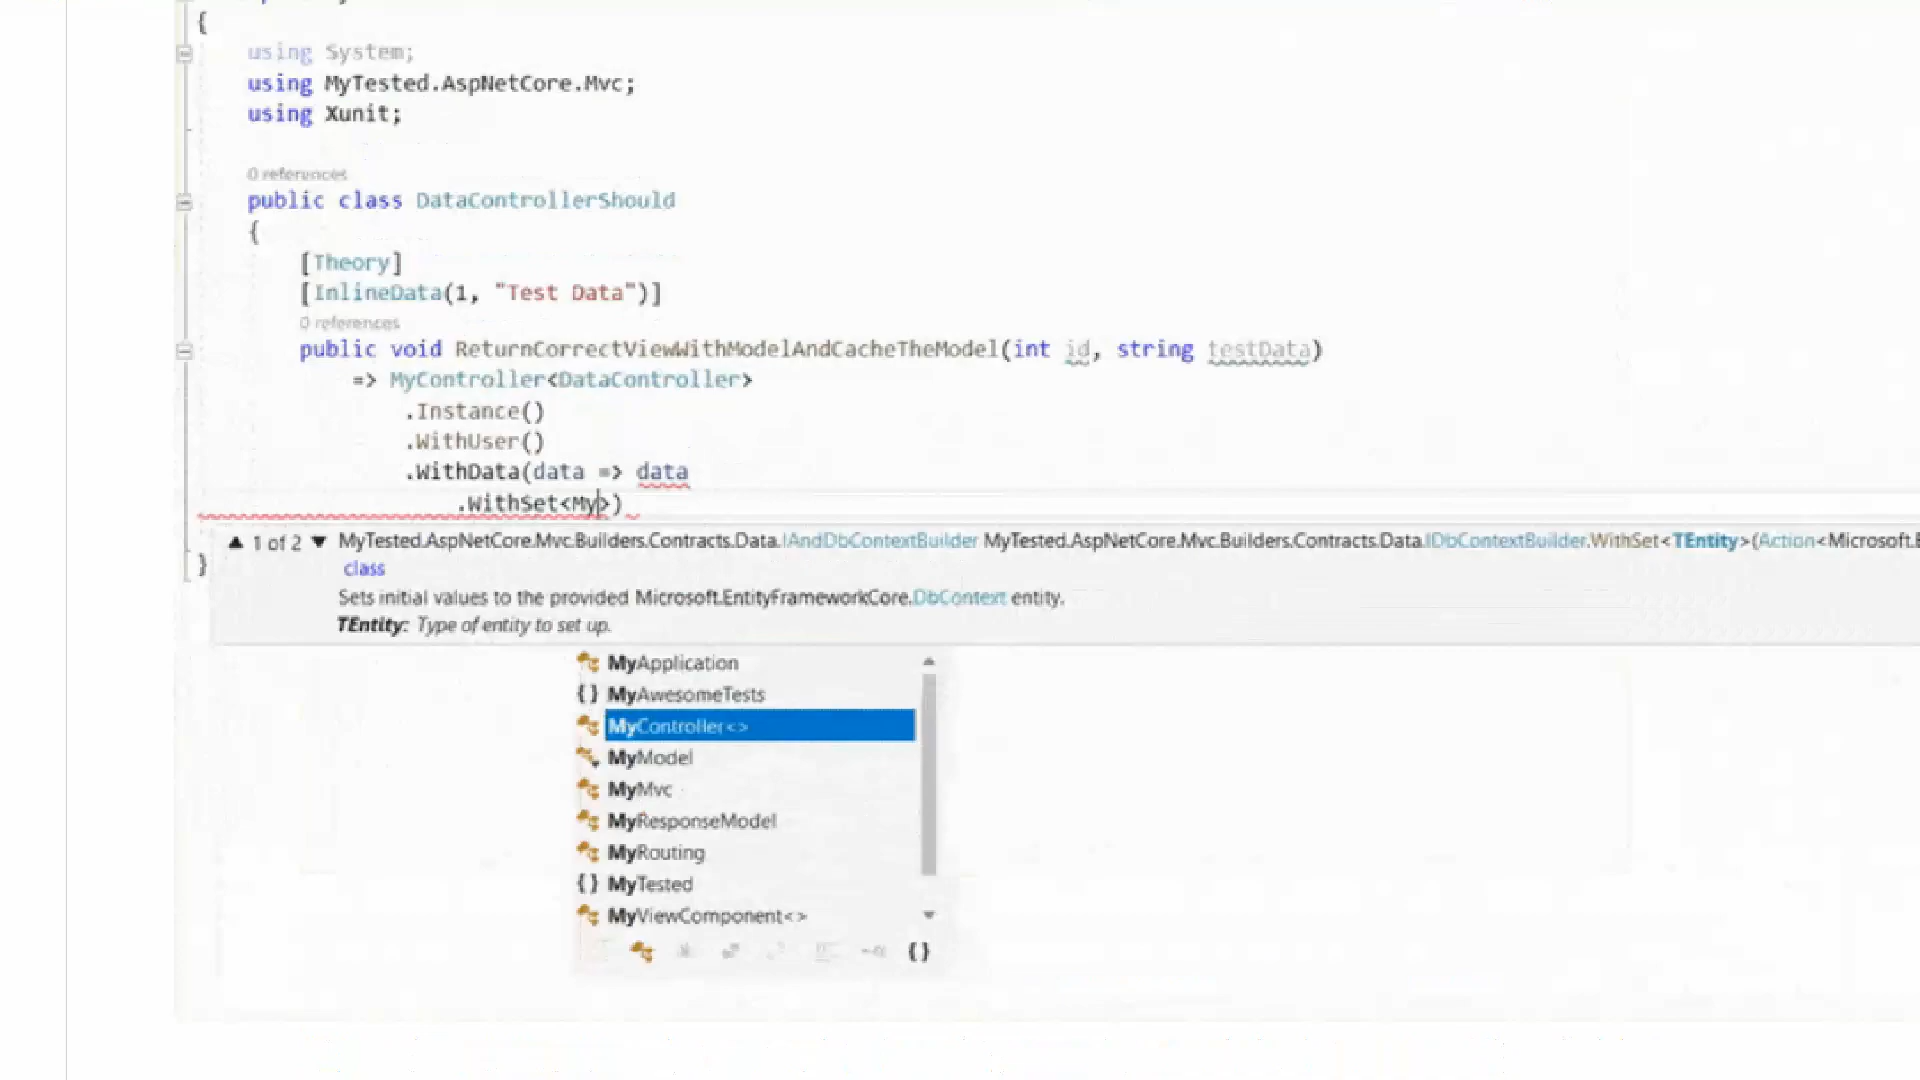 {
using System;
using MyTested.AspNetCore.Mvc;
using Xunit;
0 references
public class DataControllerShould
{
[Theory]
[InlineData(1, "Test Data")]
0 references
public void ReturnCorrectViewWithModelAndCacheTheModel(int id, string testData)
=> MyController<DataController>
.Instance()
.WithUser()
.WithData(data => data
.WithSet<My>)
▲ 1 of 2 ▼ MyTested.AspNetCore.Mvc.Builders.Contracts.Data.IAndDbContextBuilder MyTested.AspNetCore.Mvc.Builders.Contracts.Data.IDbContextBuilder.WithSet<TEntity>(Action<Microsoft.
} class
Sets initial values to the provided Microsoft.EntityFrameworkCore.DbContext entity.
TEntity: Type of entity to set up.
MyApplication
{} MyAwesomeTests
MyController<>
MyModel
MyMvc
MyResponseModel
MyRouting
{} MyTested
MyViewComponent<>
{}